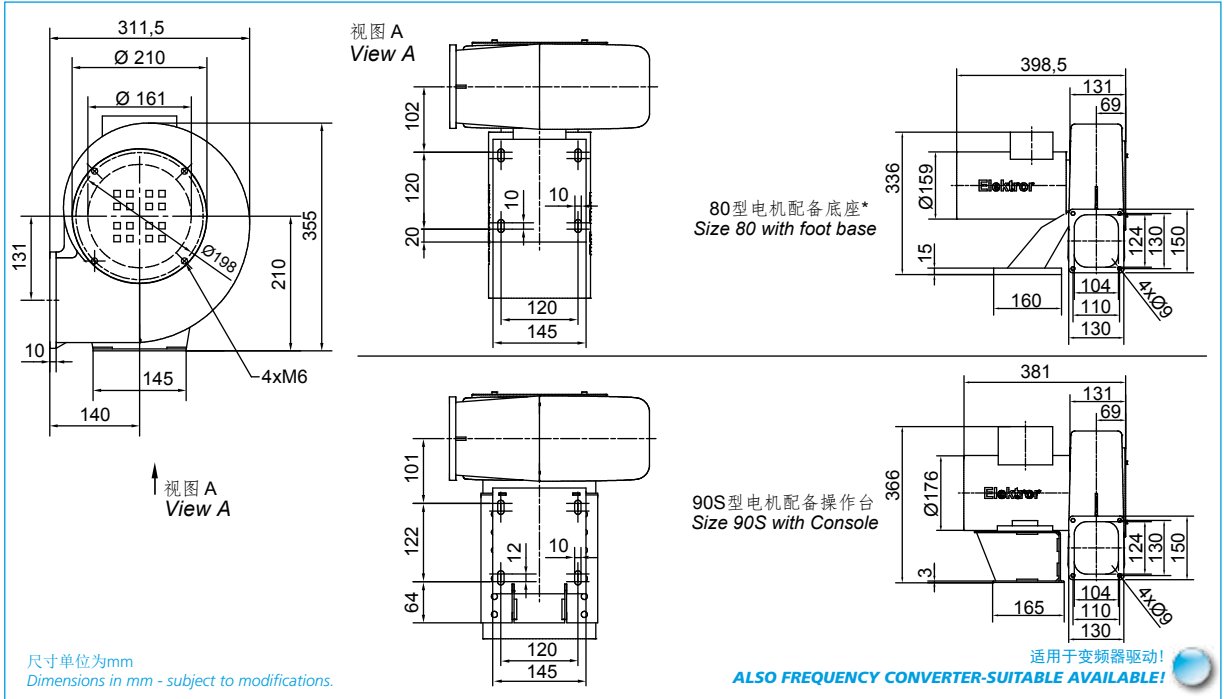 311,5
Ø 210
Ø 161
Ø198
355
210
131
10
145
4xM6
140
视图 A
View A
视图 A
View A
102
120
20
10
10
120
145
80型电机配备底座*
Size 80 with foot base
398,5
131
69
336
Ø159
Elektror
15
160
124
130
150
104
110
130
4xØ9
101
122
64
12
10
120
145
90S型电机配备操作台
Size 90S with Console
381
131
69
366
Ø176
Elektror
3
165
124
130
150
104
110
130
4xØ9
尺寸单位为mm
Dimensions in mm - subject to modifications.
适用于变频器驱动!
ALSO FREQUENCY CONVERTER-SUITABLE AVAILABLE!